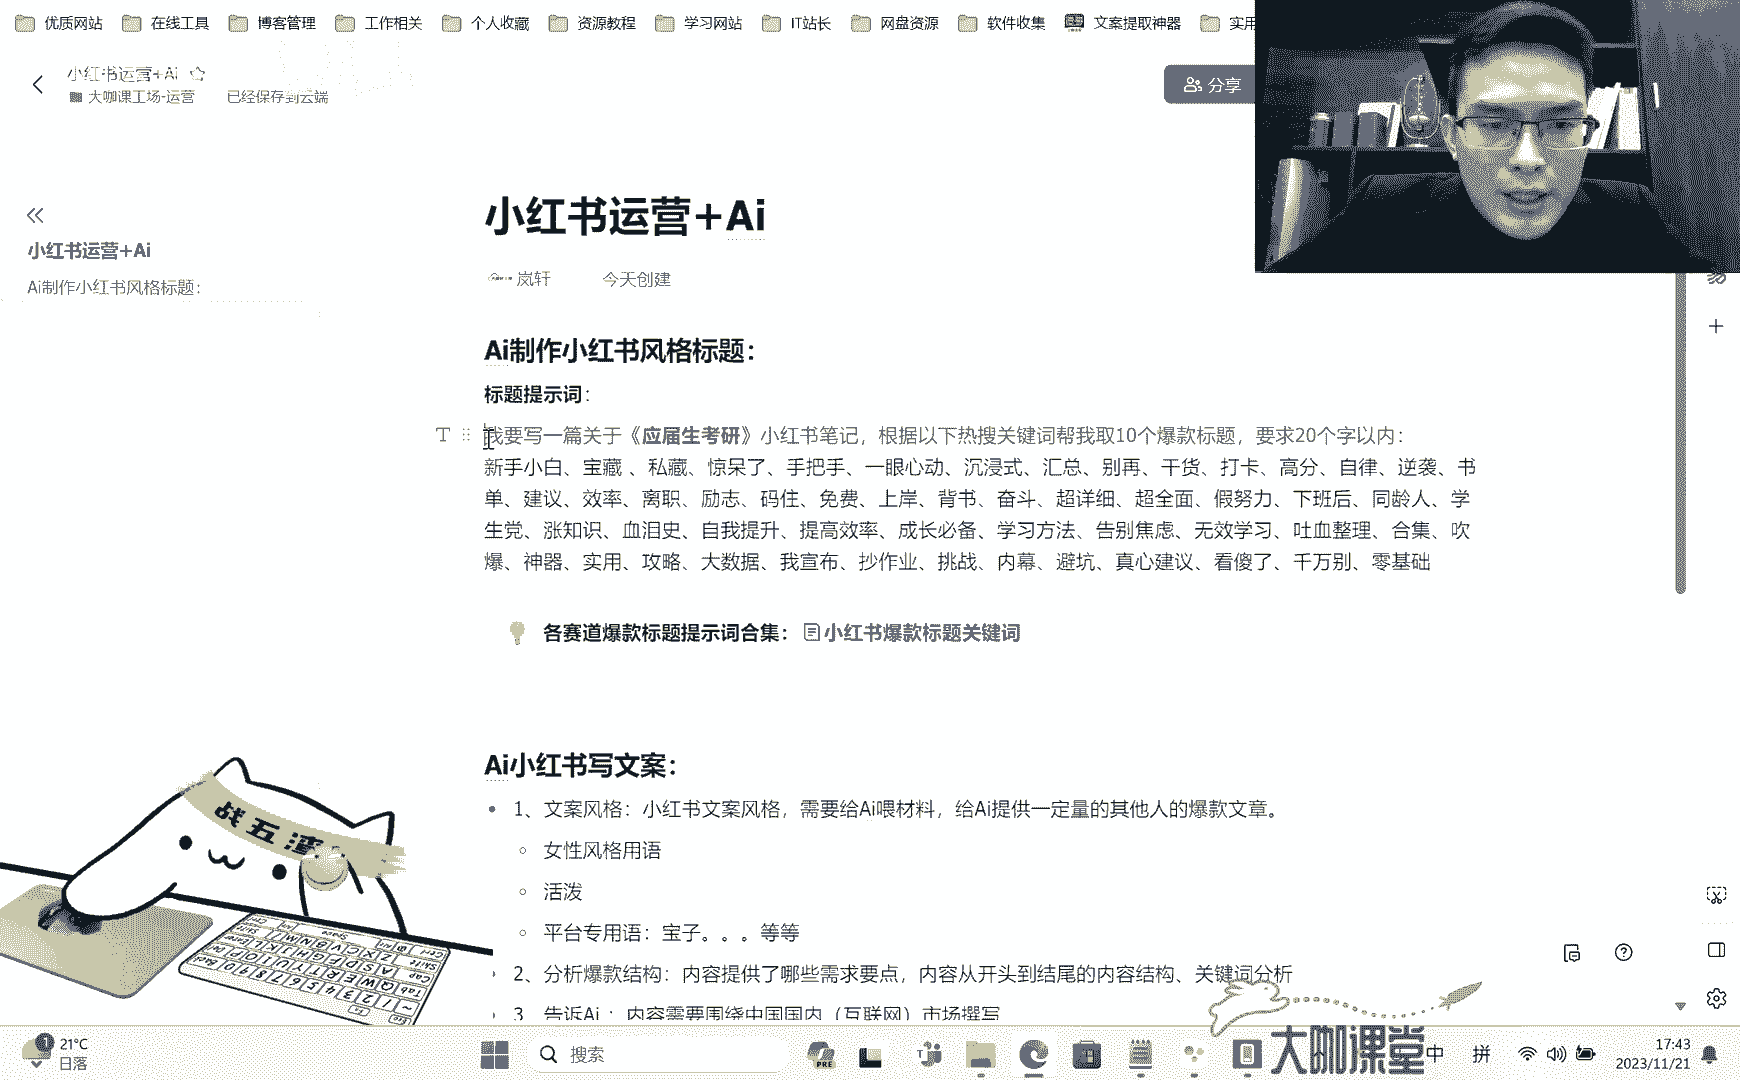 优质网站 在线工具 博客管理 工作相关 个人收藏 资源教程 学习网站 IT站长 网盘资源 软件收集 文案提取神器 实用
小红书运营+Ai
大咖课工场-运营 已经保存到云端
分享
小红书运营+Ai
Ai制作小红书风格标题：
小红书运营+Ai
岚轩 今天创建
Ai制作小红书风格标题：
标题提示词：
我要写一篇关于《应届生考研》小红书笔记，根据以下热搜关键词帮我取10个爆款标题，要求20个字以内：
新手小白、宝藏 、私藏、惊呆了、手把手、一眼心动、沉浸式、汇总、别再、干货、打卡、高分、自律、逆袭、书
单、建议、效率、离职、励志、码住、免费、上岸、背书、奋斗、超详细、超全面、假努力、下班后、同龄人、学
生党、涨知识、血泪史、自我提升、提高效率、成长必备、学习方法、告别焦虑、无效学习、吐血整理、合集、吹
爆、神器、实用、攻略、大数据、我宣布、抄作业、挑战、内幕、避坑、真心建议、看傻了、千万别、零基础
各赛道爆款标题提示词合集： 小红书爆款标题关键词
Ai小红书写文案：
1、文案风格：小红书文案风格，需要给Ai喂材料，给Ai提供一定量的其他人的爆款文章。
女性风格用语
活泼
平台专用语：宝子。。。等等
2、分析爆款结构：内容提供了哪些需求要点，内容从开头到结尾的内容结构、关键词分析
3、告诉Ai ：内容需要围绕中国国内（互联网）市场撰写
战五渣
大咖课堂
1 21°C
日落
搜索
PRE
中 拼
17:43
2023/11/21